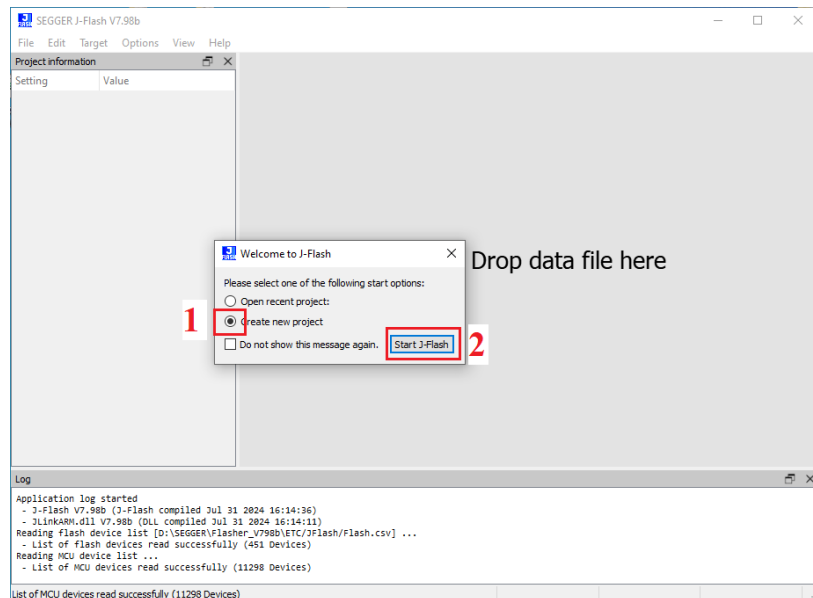 SEGGER J-Flash V7.98b
File Edit Target Options View Help
Project information
Setting Value
Drop data file here
Welcome to J-Flash
Please select one of the following start options:
Open recent project:
1
Create new project
Do not show this message again. Start J-Flash
2
Log
Application log started
- J-Flash V7.98b (J-Flash compiled Jul 31 2024 16:14:36)
- JLinkARM.dll V7.98b (DLL compiled Jul 31 2024 16:14:11)
Reading flash device list [D:\SEGGER\Flasher_V798b\ETC/JFlash/Flash.csv] ...
- List of flash devices read successfully (451 Devices)
Reading MCU device list ...
- List of MCU devices read successfully (11298 Devices)
List of MCU devices read successfully (11298 Devices)